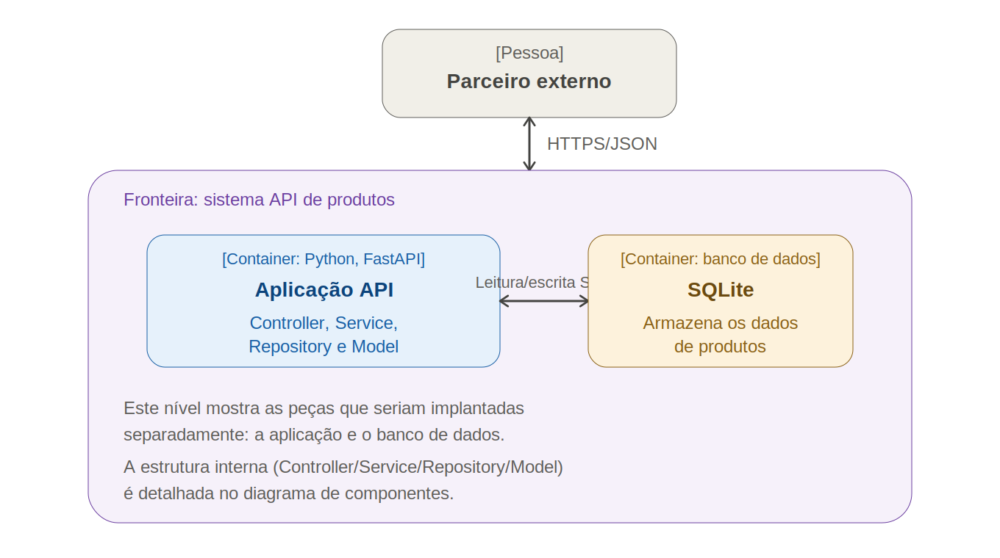 [Pessoa]
Parceiro externo
HTTPS/JSON
Fronteira: sistema API de produtos
[Container: Python, FastAPI]
Aplicação API
Controller, Service,
Repository e Model
Leitura/escrita S
[Container: banco de dados]
SQLite
Armazena os dados
de produtos
Este nível mostra as peças que seriam implantadas
separadamente: a aplicação e o banco de dados.
A estrutura interna (Controller/Service/Repository/Model)
é detalhada no diagrama de componentes.